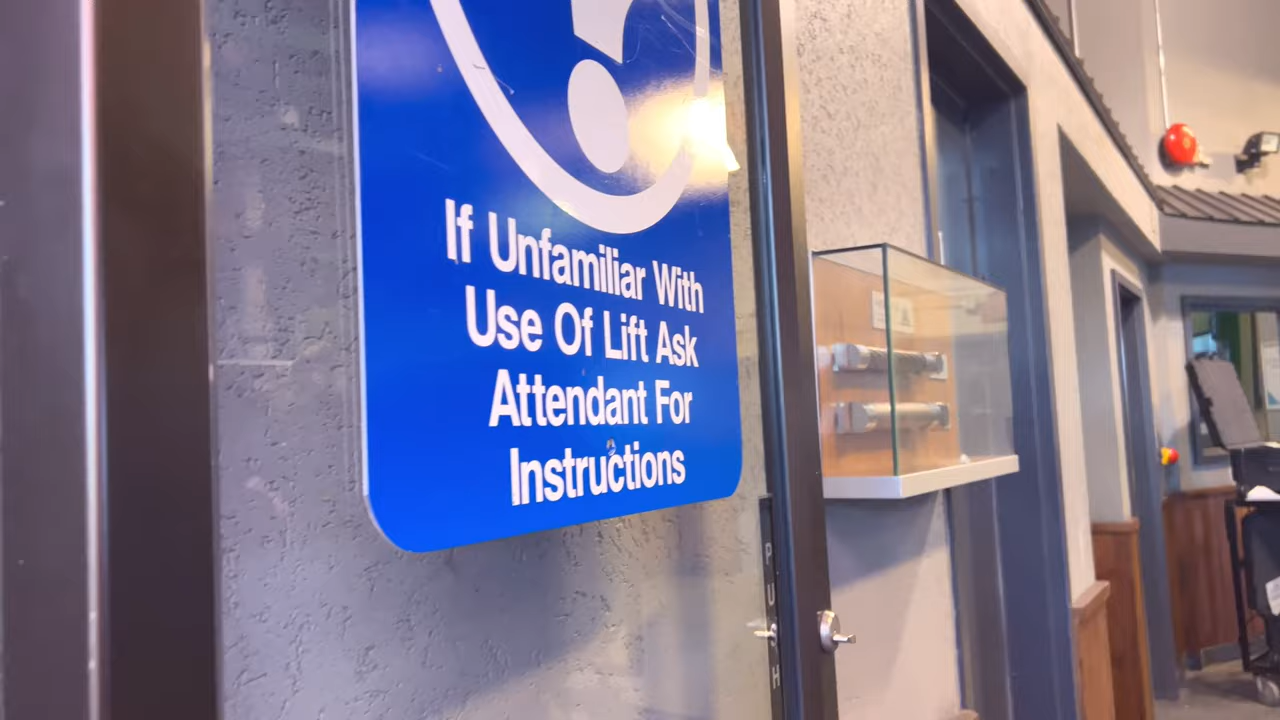 If Unfamiliar With
Use Of Lift Ask
Attendant For
Instructions
PUSH